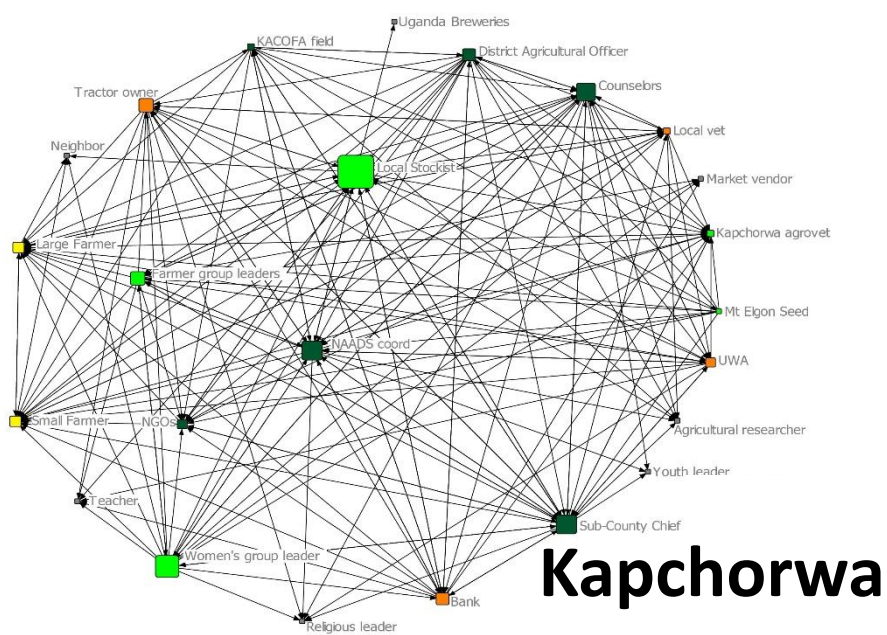 Uganda Breweries
KACOFA field
District Agricultural Officer
Counselors
Tractor owner
Local vet
Neighbor
Local Stockist
Market vendor
Kapchorwa agrovet
Large Farmer
Farmer group leaders
Mt Elgon Seed
NAADS coord
UWA
Small Farmer
NGOs
Agricultural researcher
Youth leader
Teacher
Sub-County Chief
Women's group leader
Kapchorwa
Bank
Religious leader